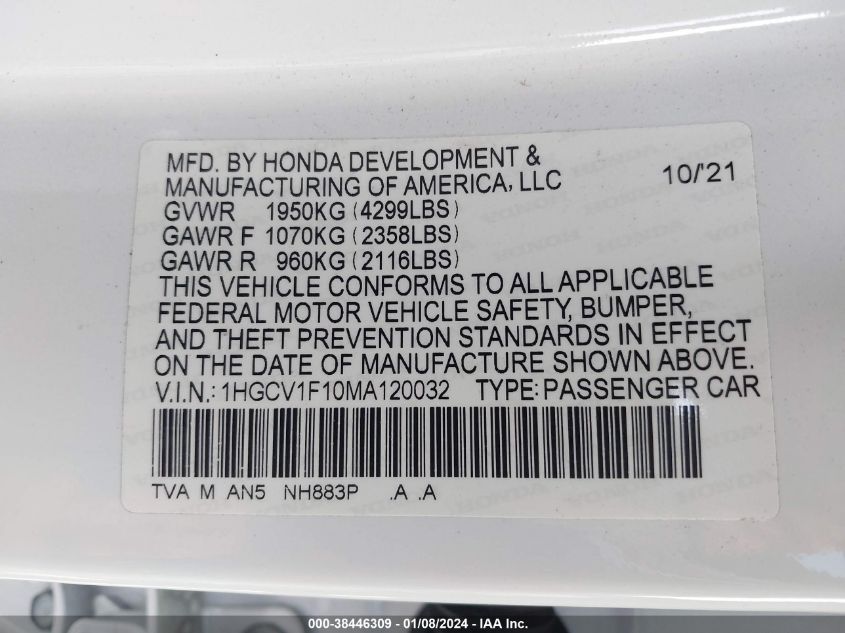 MFD. BY HONDA DEVELOPMENT &
MANUFACTURING OF AMERICA, LLC 10/'21
GVWR 1950KG (4299LBS)
GAWR F 1070KG (2358LBS)
GAWR R 960KG (2116LBS)
THIS VEHICLE CONFORMS TO ALL APPLICABLE
FEDERAL MOTOR VEHICLE SAFETY, BUMPER,
AND THEFT PREVENTION STANDARDS IN EFFECT
ON THE DATE OF MANUFACTURE SHOWN ABOVE.
V.I.N.: 1HGCV1F10MA120032 TYPE: PASSENGER CAR
TVA M AN5 NH883P .A .A
000-38446309 | 01/08/2024 - © IAA Inc.